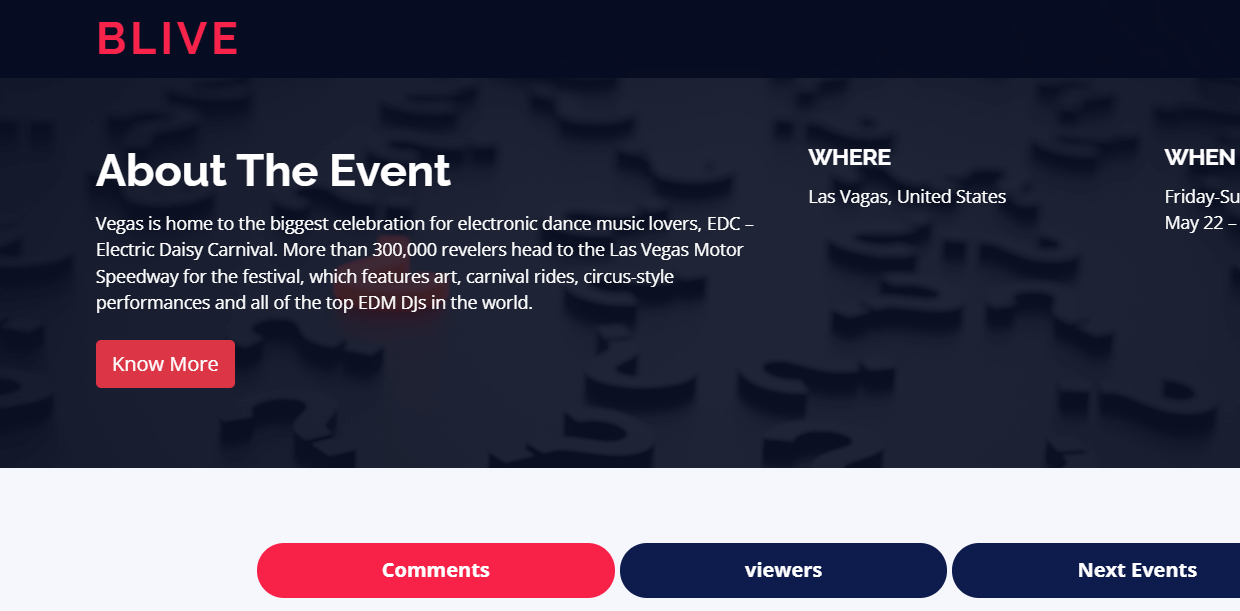 BLIVE
About The Event
Vegas is home to the biggest celebration for electronic dance music lovers, EDC –
Electric Daisy Carnival. More than 300,000 revelers head to the Las Vegas Motor
Speedway for the festival, which features art, carnival rides, circus-style
performances and all of the top EDM DJs in the world.
Know More
WHERE
Las Vagas, United States
WHEN
Friday-Su
May 22 –
Comments
viewers
Next Events